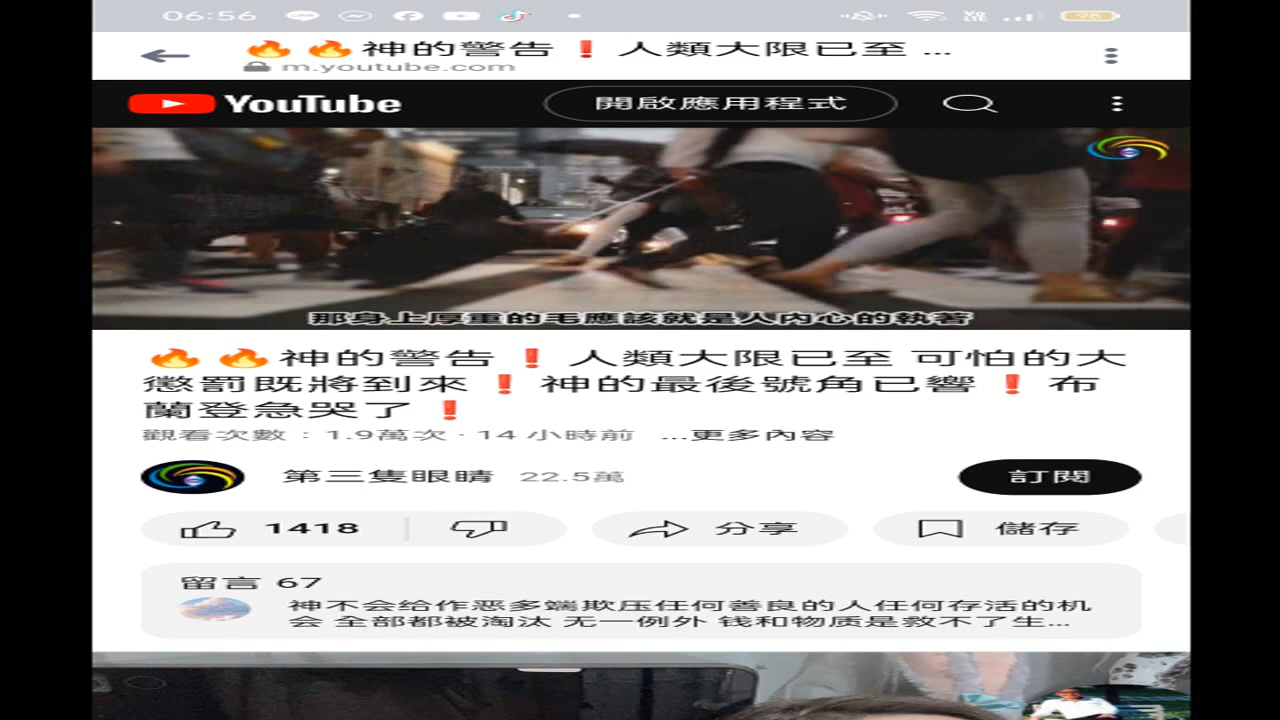 06:56
VO LTE
98
🔥🔥神的警告❗人類大限已至 ...
m.youtube.com
YouTube
開啟應用程式
那身上厚重的毛應該就是人內心的執著
🔥🔥神的警告❗人類大限已至 可怕的大
懲罰既將到來❗神的最後號角已響❗布
蘭登急哭了❗
觀看次數：1.9萬次 · 14 小時前 ...更多內容
第三隻眼睛 22.5萬
訂閱
1418
分享
儲存
留言 67
神不会给作恶多端欺压任何善良的人任何存活的机
会 全部都被淘汰 无一例外 钱和物质是救不了生...